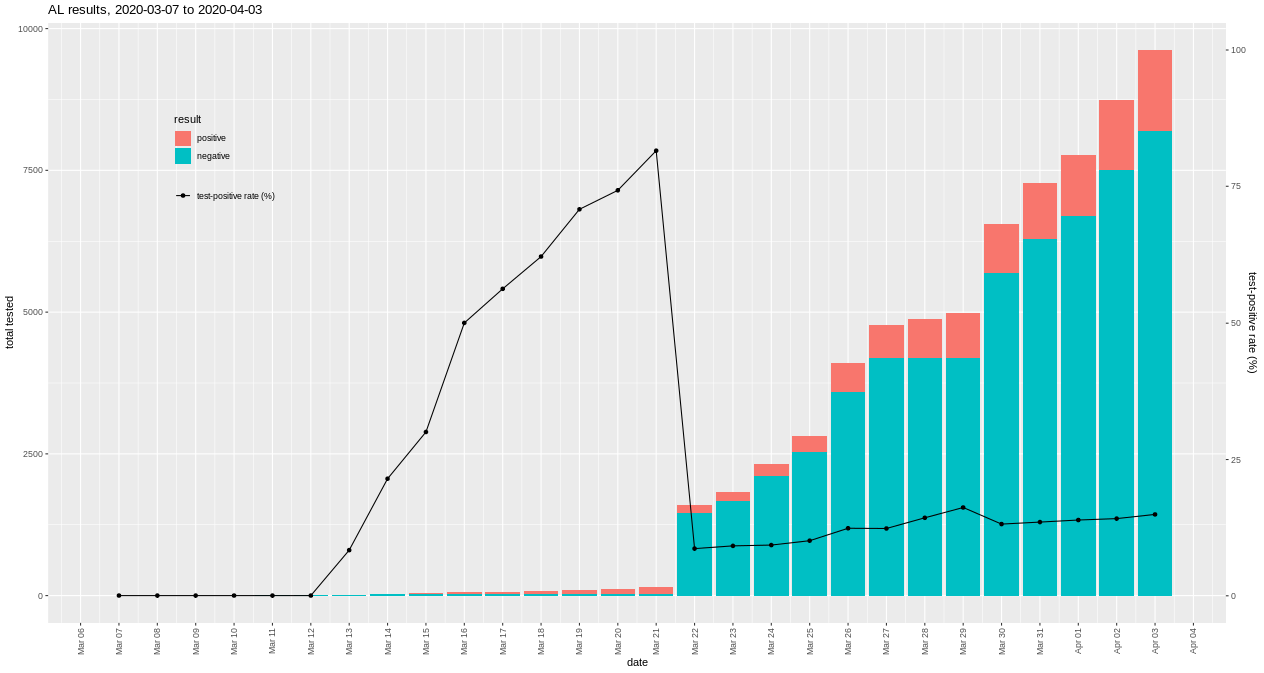 AL results, 2020-03-07 to 2020-04-03
10000
7500
5000
2500
0
total tested
result
positive
negative
test-positive rate (%)
100
75
50
25
0
test-positive rate (%)
Mar 06
Mar 07
Mar 08
Mar 09
Mar 10
Mar 11
Mar 12
Mar 13
Mar 14
Mar 15
Mar 16
Mar 17
Mar 18
Mar 19
Mar 20
Mar 21
Mar 22
Mar 23
Mar 24
Mar 25
Mar 26
Mar 27
Mar 28
Mar 29
Mar 30
Mar 31
Apr 01
Apr 02
Apr 03
Apr 04
date